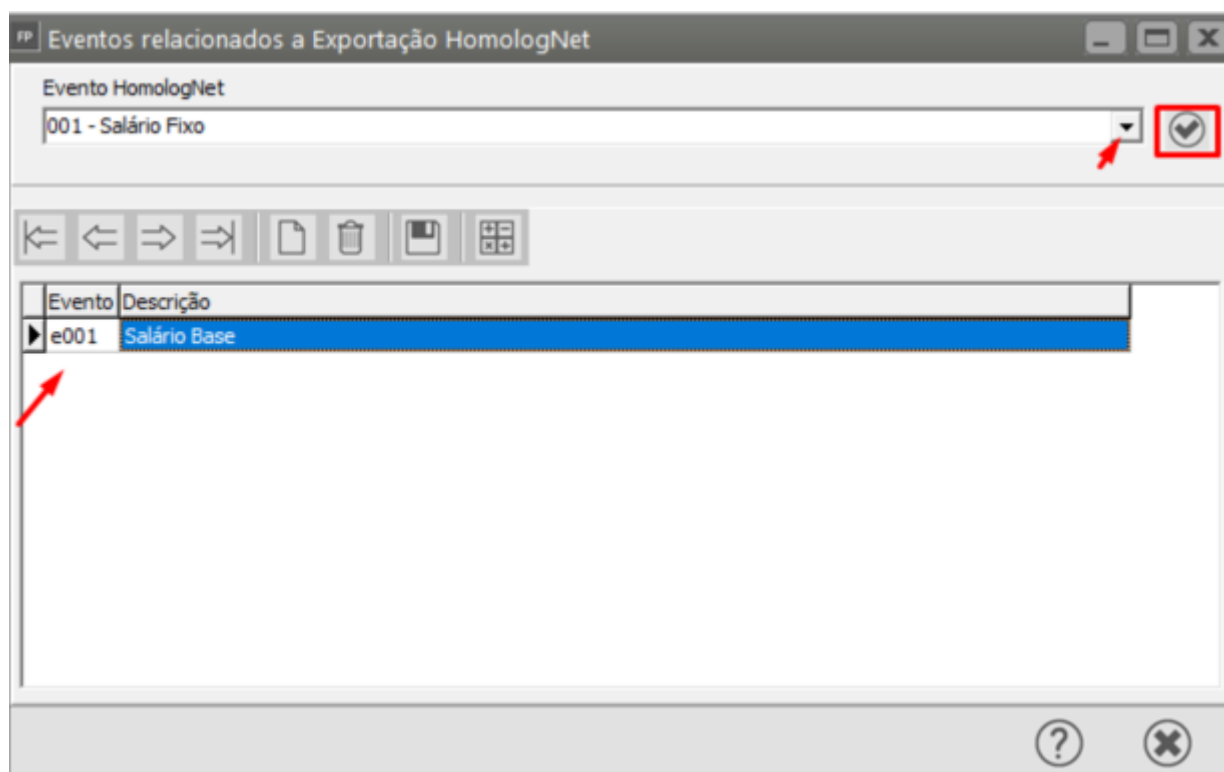 FP Eventos relacionados a Exportação HomologNet
Evento HomologNet
001 - Salário Fixo
Evento Descrição
e001 Salário Base